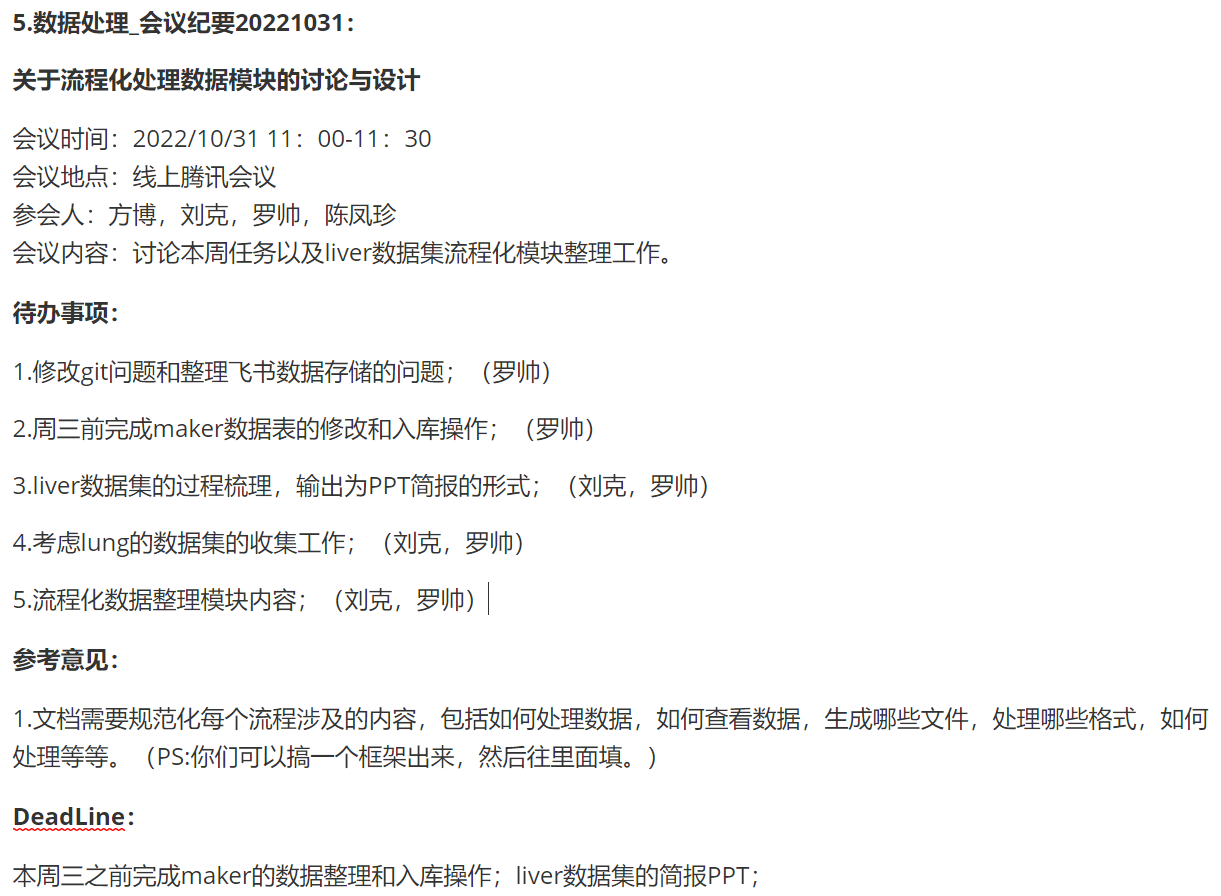 5.数据处理_会议纪要20221031：
关于流程化处理数据模块的讨论与设计
会议时间：2022/10/31 11：00-11：30
会议地点：线上腾讯会议
参会人：方博，刘克，罗帅，陈凤珍
会议内容：讨论本周任务以及liver数据集流程化模块整理工作。
待办事项：
1.修改git问题和整理飞书数据存储的问题；（罗帅）
2.周三前完成maker数据表的修改和入库操作；（罗帅）
3.liver数据集的过程梳理，输出为PPT简报的形式；（刘克，罗帅）
4.考虑lung的数据集的收集工作；（刘克，罗帅）
5.流程化数据整理模块内容；（刘克，罗帅）
参考意见：
1.文档需要规范化每个流程涉及的内容，包括如何处理数据，如何查看数据，生成哪些文件，处理哪些格式，如何
处理等等。（PS:你们可以搞一个框架出来，然后往里面填。）
DeadLine：
本周三之前完成maker的数据整理和入库操作；liver数据集的简报PPT；